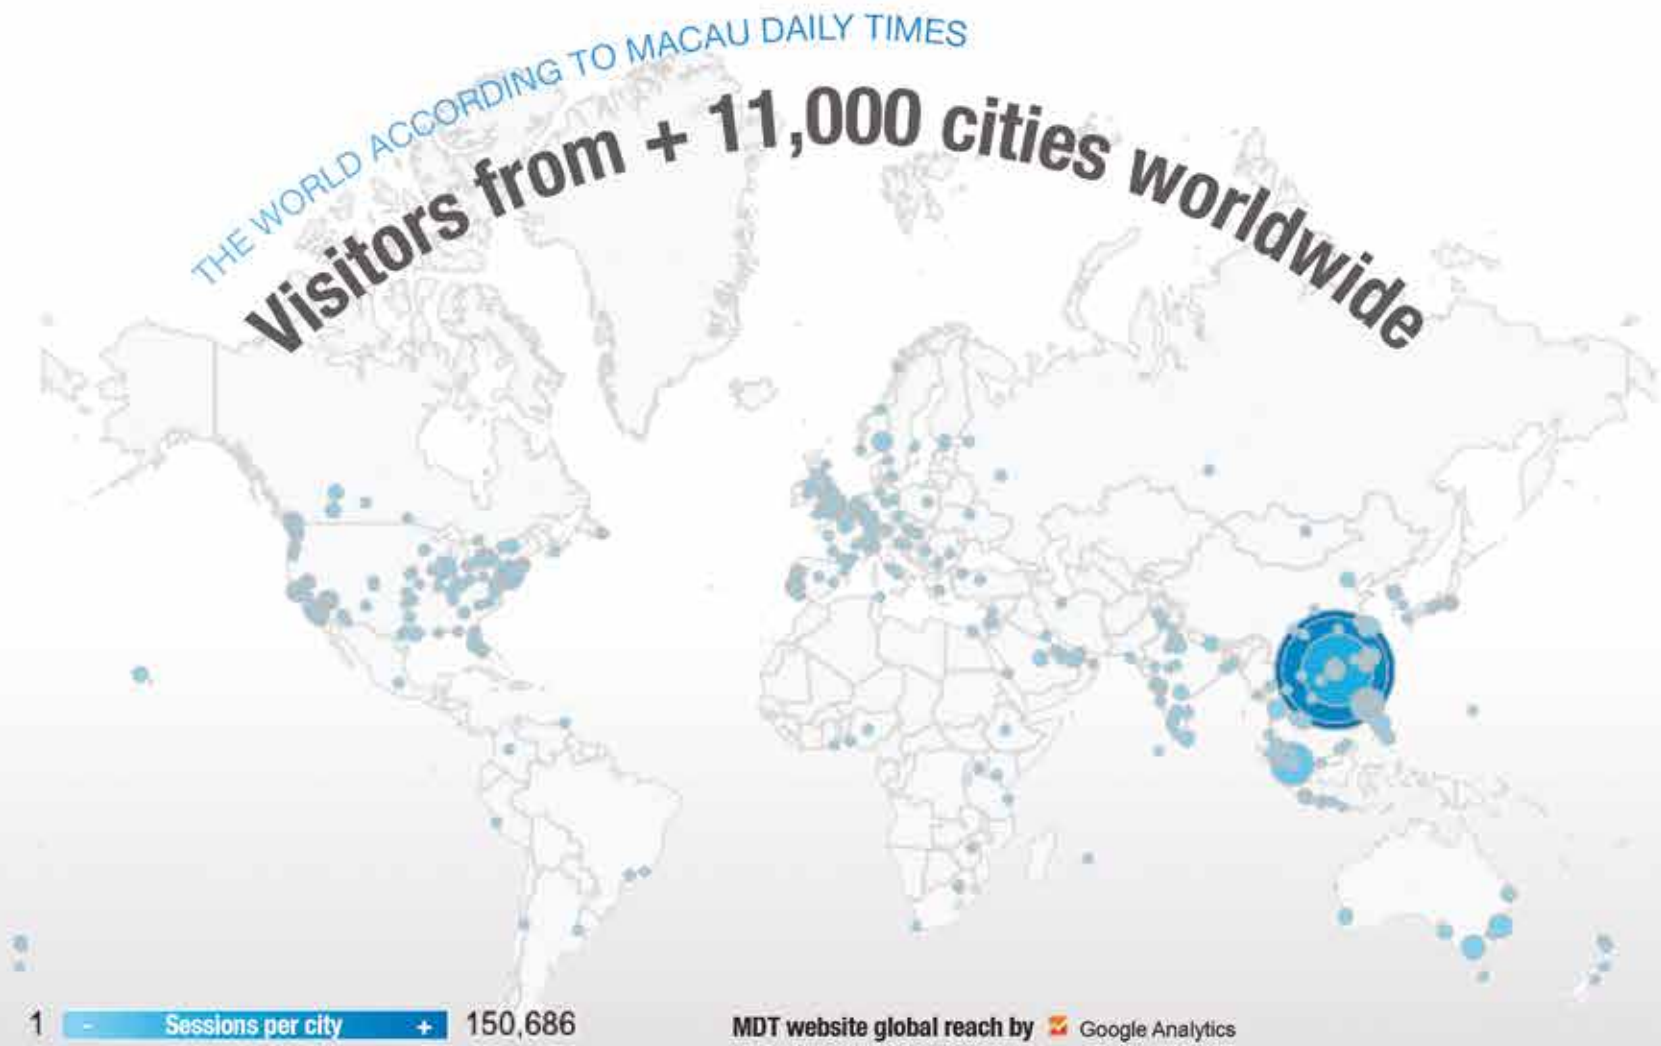 THE WORLD ACCORDING TO MACAU DAILY TIMES
Visitors from + 11,000 cities worldwide
1 - Sessions per city + 150,686
MDT website global reach by Google Analytics